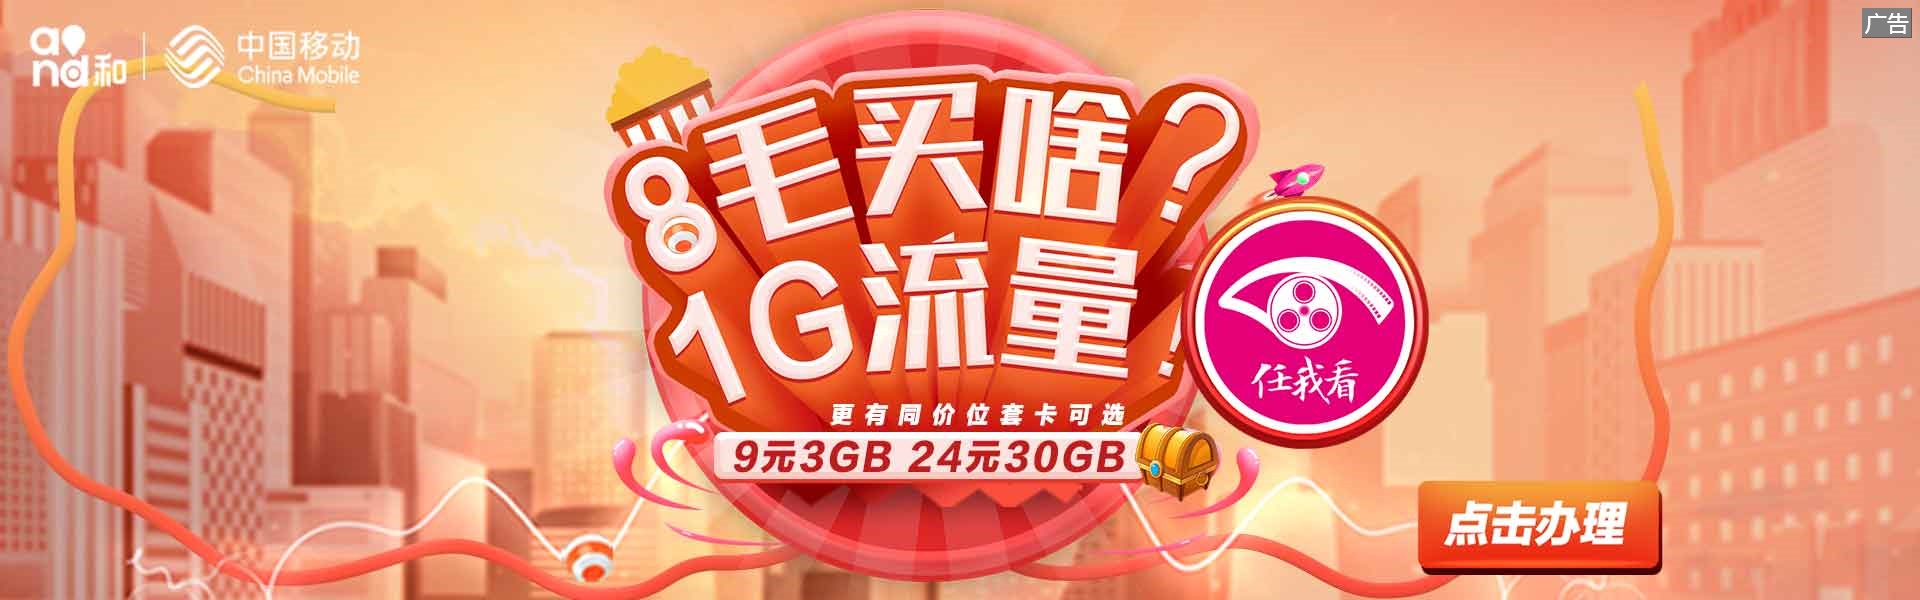 and和 中国移动
China Mobile
广告
8毛买啥？
1G流量！
任我看
更有同价位套卡可选
9元3GB 24元30GB
点击办理